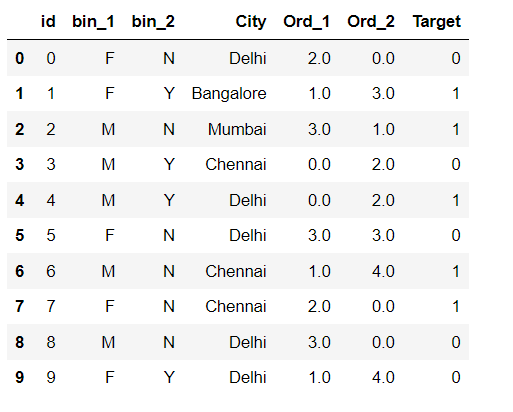 id bin_1 bin_2 City Ord_1 Ord_2 Target
0 0 F N Delhi 2.0 0.0 0
1 1 F Y Bangalore 1.0 3.0 1
2 2 M N Mumbai 3.0 1.0 1
3 3 M Y Chennai 0.0 2.0 0
4 4 M Y Delhi 0.0 2.0 1
5 5 F N Delhi 3.0 3.0 0
6 6 M N Chennai 1.0 4.0 1
7 7 F N Chennai 2.0 0.0 1
8 8 M N Delhi 3.0 0.0 0
9 9 F Y Delhi 1.0 4.0 0